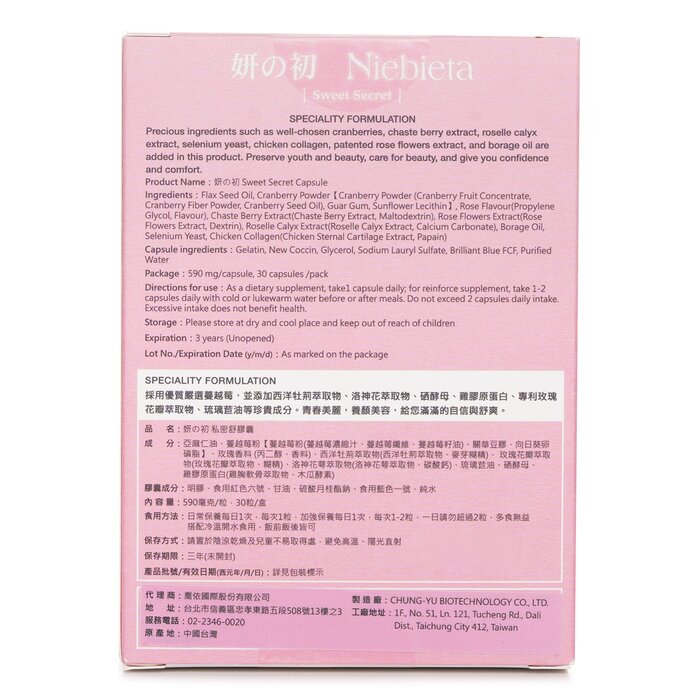 妍の初 Niebieta
| Sweet Secret |
SPECIALITY FORMULATION
Precious ingredients such as well-chosen cranberries, chaste berry extract, roselle calyx
extract, selenium yeast, chicken collagen, patented rose flowers extract, and borage oil are
added in this product. Preserve youth and beauty, care for beauty, and give you confidence
and comfort.
Product Name：妍の初 Sweet Secret Capsule
Ingredients：Flax Seed Oil, Cranberry Powder【Cranberry Powder (Cranberry Fruit Concentrate,
Cranberry Fiber Powder, Cranberry Seed Oil), Guar Gum, Sunflower Lecithin】, Rose Flavour(Propylene
Glycol, Flavour), Chaste Berry Extract(Chaste Berry Extract, Maltodextrin), Rose Flowers Extract(Rose
Flowers Extract, Dextrin), Roselle Calyx Extract(Roselle Calyx Extract, Calcium Carbonate), Borage Oil,
Selenium Yeast, Chicken Collagen(Chicken Sternal Cartilage Extract, Papain)
Capsule ingredients：Gelatin, New Coccin, Glycerol, Sodium Lauryl Sulfate, Brilliant Blue FCF, Purified
Water
Package：590 mg/capsule, 30 capsules /pack
Directions for use：As a dietary supplement, take1 capsule daily; for reinforce supplement, take 1-2
capsules daily with cold or lukewarm water before or after meals. Do not exceed 2 capsules daily intake.
Excessive intake does not benefit health.
Storage：Please store at dry and cool place and keep out of reach of children
Expiration：3 years (Unopened)
Lot No./Expiration Date (y/m/d)：As marked on the package
SPECIALITY FORMULATION
採用優質嚴選蔓越莓，並添加西洋牡荊萃取物、洛神花萃取物、硒酵母、雞膠原蛋白、專利玫瑰
花瓣萃取物、琉璃苣油等珍貴成分。青春美麗，養顏美容，給您滿滿的自信與舒爽。
品 名：妍の初 私密舒膠囊
成 分：亞麻仁油、蔓越莓粉【蔓越莓粉(蔓越莓濃縮汁、蔓越莓纖維、蔓越莓籽油)、關華豆膠、向日葵卵
磷脂】、玫瑰香料 (丙二醇、香料)、西洋牡荊萃取物(西洋牡荊萃取物、麥芽糊精)、玫瑰花瓣萃取
物(玫瑰花瓣萃取物、糊精)、洛神花萼萃取物(洛神花萼萃取物、碳酸鈣)、琉璃苣油、硒酵母、
雞膠原蛋白(雞胸軟骨萃取物、木瓜酵素)
膠囊成分：明膠、食用紅色六號、甘油、硫酸月桂酯鈉、食用藍色一號、純水
內 容 量：590毫克/粒，30粒/盒
食用方法：日常保養每日1次，每次1粒，加強保養每日1次，每次1-2粒，一日請勿超過2粒，多食無益
搭配冷溫開水食用，飯前飯後皆可
保存方式：請置於陰涼乾燥及兒童不易取得處，避免高溫、陽光直射
保存期限：三年(未開封)
產品批號/有效日期(西元年/月/日)：詳見包裝標示
代 理 商：喬依國際股份有限公司
地 址：台北市信義區忠孝東路五段508號13樓之3
服務電話：02-2346-0020
原 產 地：中國台灣
製 造 廠：CHUNG-YU BIOTECHNOLOGY CO., LTD.
工廠地址：1F., No. 51, Ln. 121, Tucheng Rd., Dali
Dist., Taichung City 412, Taiwan